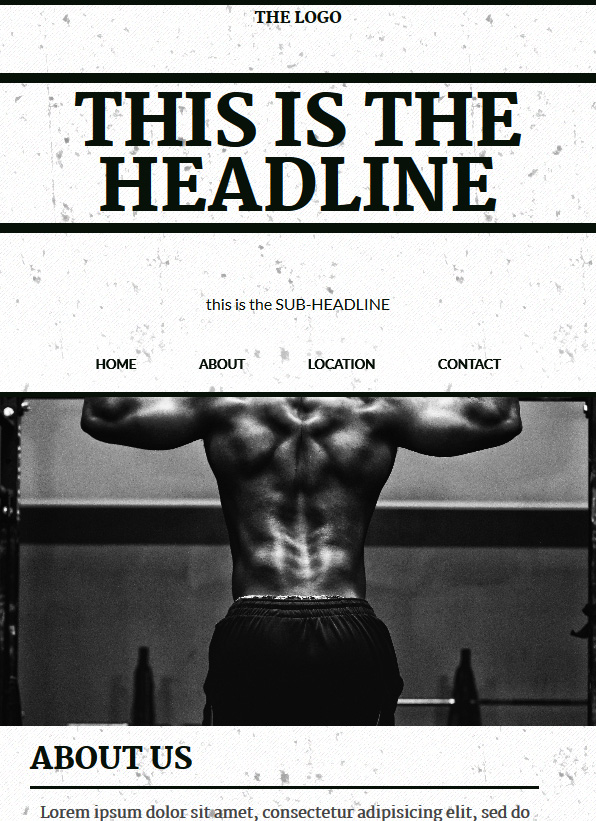 THE LOGO
THIS IS THE
HEADLINE
this is the SUB-HEADLINE
HOME ABOUT LOCATION CONTACT
ABOUT US
Lorem ipsum dolor sit amet, consectetur adipisicing elit, sed do